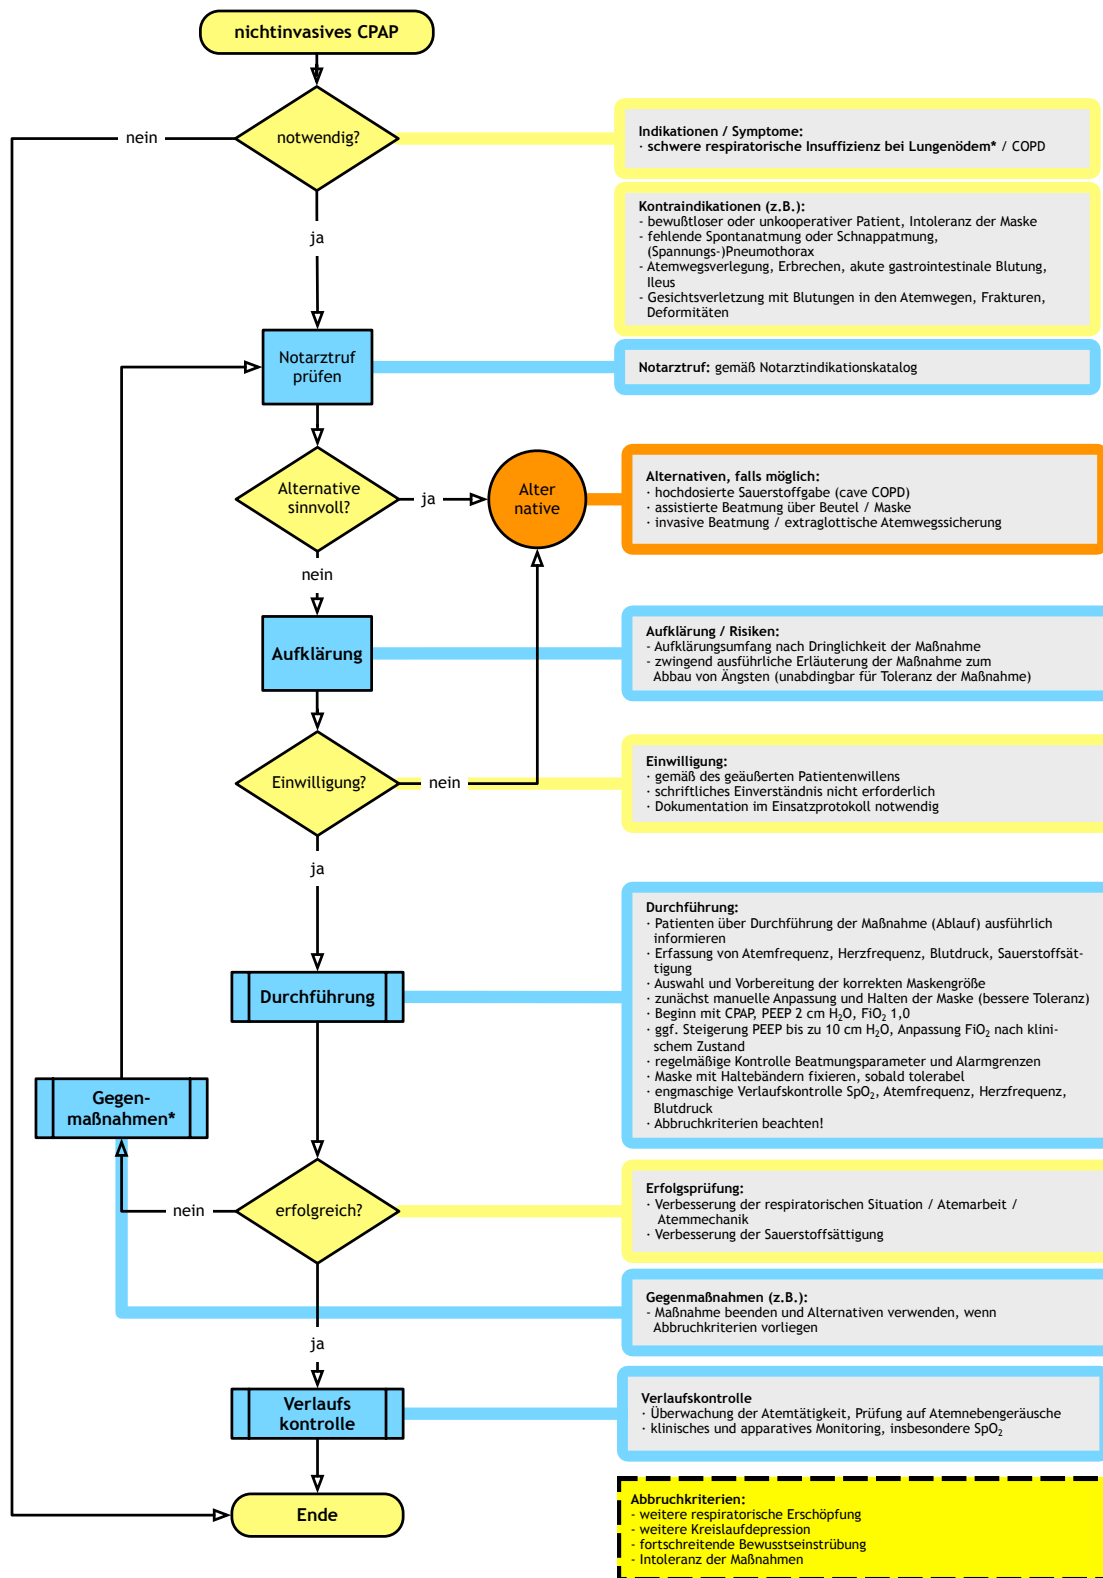 nichtinvasives CPAP
notwendig?
nein
ja
Indikationen / Symptome:
· schwere respiratorische Insuffizienz bei Lungenödem* / COPD
Kontraindikationen (z.B.):
- bewußtloser oder unkooperativer Patient, Intoleranz der Maske
- fehlende Spontanatmung oder Schnappatmung,
(Spannungs-)Pneumothorax
- Atemwegsverlegung, Erbrechen, akute gastrointestinale Blutung,
Ileus
- Gesichtsverletzung mit Blutungen in den Atemwegen, Frakturen,
Deformitäten
Notarztruf
prüfen
Notarztruf: gemäß Notarztindikationskatalog
Alternative
sinnvoll?
ja
nein
Alter
native
Alternativen, falls möglich:
· hochdosierte Sauerstoffgabe (cave COPD)
· assistierte Beatmung über Beutel / Maske
· invasive Beatmung / extraglottische Atemwegssicherung
Aufklärung
Aufklärung / Risiken:
- Aufklärungsumfang nach Dringlichkeit der Maßnahme
- zwingend ausführliche Erläuterung der Maßnahme zum
Abbau von Ängsten (unabdingbar für Toleranz der Maßnahme)
Einwilligung?
nein
ja
Einwilligung:
· gemäß des geäußerten Patientenwillens
· schriftliches Einverständnis nicht erforderlich
· Dokumentation im Einsatzprotokoll notwendig
Durchführung
Durchführung:
· Patienten über Durchführung der Maßnahme (Ablauf) ausführlich
informieren
· Erfassung von Atemfrequenz, Herzfrequenz, Blutdruck, Sauerstoffsät-
tigung
· Auswahl und Vorbereitung der korrekten Maskengröße
· zunächst manuelle Anpassung und Halten der Maske (bessere Toleranz)
· Beginn mit CPAP, PEEP 2 cm H₂O, FiO₂ 1,0
· ggf. Steigerung PEEP bis zu 10 cm H₂O, Anpassung FiO₂ nach klini-
schem Zustand
· regelmäßige Kontrolle Beatmungsparameter und Alarmgrenzen
· Maske mit Haltebändern fixieren, sobald tolerabel
· engmaschige Verlaufskontrolle SpO₂, Atemfrequenz, Herzfrequenz,
Blutdruck
· Abbruchkriterien beachten!
Gegen-
maßnahmen*
erfolgreich?
nein
ja
Erfolgsprüfung:
· Verbesserung der respiratorischen Situation / Atemarbeit /
Atemmechanik
· Verbesserung der Sauerstoffsättigung
Gegenmaßnahmen (z.B.):
- Maßnahme beenden und Alternativen verwenden, wenn
Abbruchkriterien vorliegen
Verlaufs
kontrolle
Verlaufskontrolle
· Überwachung der Atemtätigkeit, Prüfung auf Atemnebengeräusche
· klinisches und apparatives Monitoring, insbesondere SpO₂
Ende
Abbruchkriterien:
- weitere respiratorische Erschöpfung
- weitere Kreislaufdepression
- fortschreitende Bewusstseinstrübung
- Intoleranz der Maßnahmen